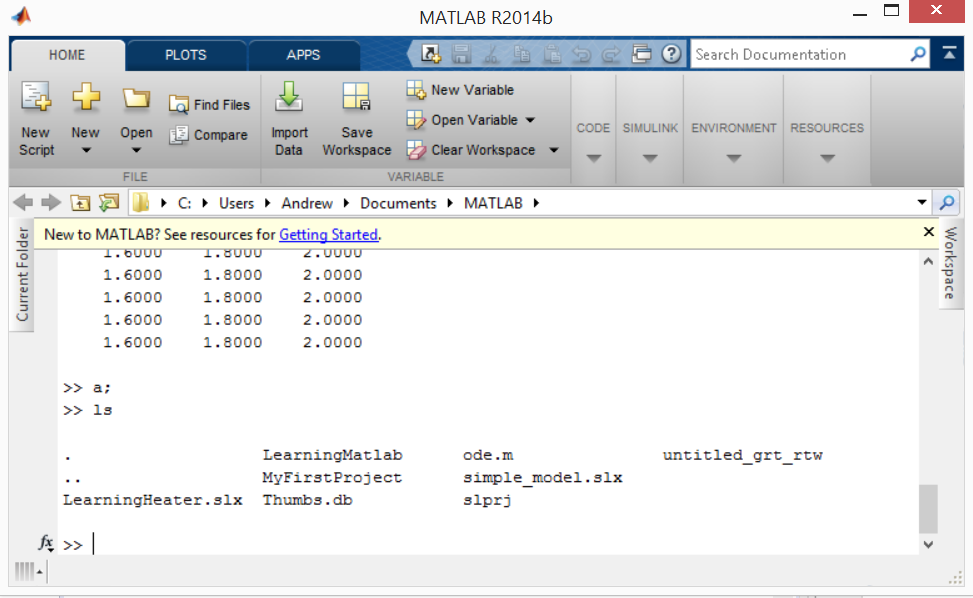 MATLAB R2014b
HOME PLOTS APPS Search Documentation
New Script New Open Find Files Compare Import Data Save Workspace New Variable Open Variable Clear Workspace CODE SIMULINK ENVIRONMENT RESOURCES
FILE VARIABLE
C: Users Andrew Documents MATLAB
Current Folder
New to MATLAB? See resources for Getting Started.
Workspace
1.6000 1.8000 2.0000
1.6000 1.8000 2.0000
1.6000 1.8000 2.0000
1.6000 1.8000 2.0000
1.6000 1.8000 2.0000
>> a;
>> ls
. LearningMatlab ode.m untitled_grt_rtw
.. MyFirstProject simple_model.slx
LearningHeater.slx Thumbs.db slprj
fx >>